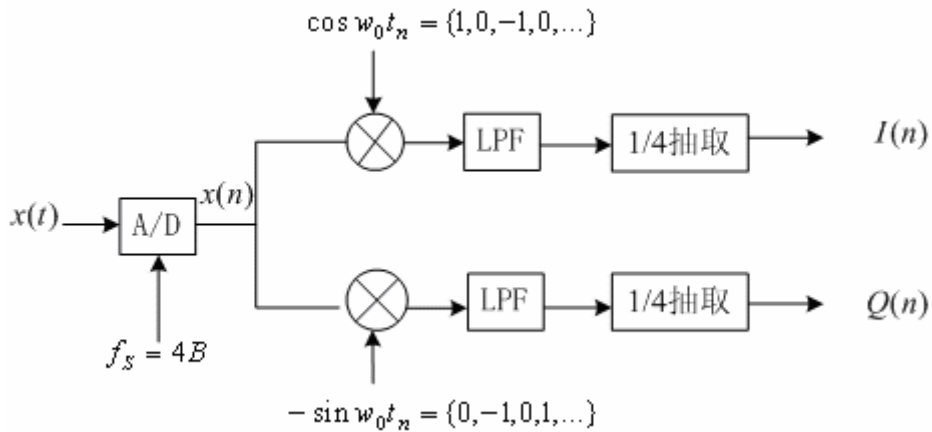 cos w₀tₙ = {1,0,−1,0,...}
LPF
1/4抽取
I(n)
x(t)
A/D
x(n)
LPF
1/4抽取
Q(n)
f_S = 4B
− sin w₀tₙ = {0,−1,0,1,...}